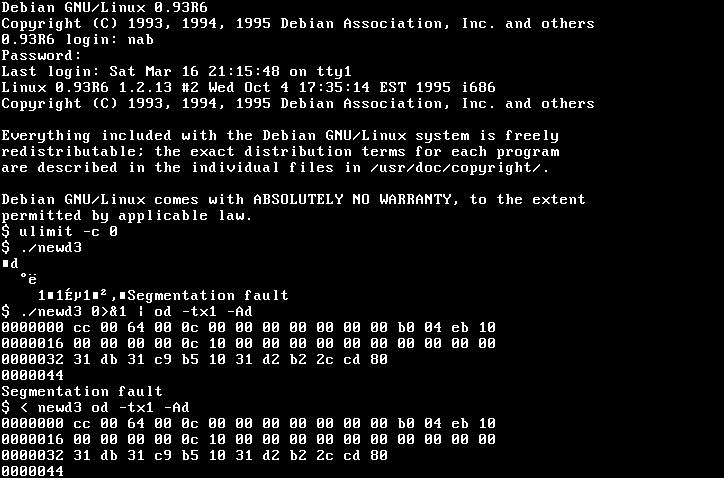 Debian GNU/Linux 0.93R6
Copyright (C) 1993, 1994, 1995 Debian Association, Inc. and others
0.93R6 login: nab
Password:
Last login: Sat Mar 16 21:15:48 on tty1
Linux 0.93R6 1.2.13 #2 Wed Oct 4 17:35:14 EST 1995 i686
Copyright (C) 1993, 1994, 1995 Debian Association, Inc. and others
Everything included with the Debian GNU/Linux system is freely
redistributable; the exact distribution terms for each program
are described in the individual files in /usr/doc/copyright/.
Debian GNU/Linux comes with ABSOLUTELY NO WARRANTY, to the extent
permitted by applicable law.
$ ulimit -c 0
$ ./newd3
■d
°ë
1■1Éµ1■²,■Segmentation fault
$ ./newd3 0>&1 | od -tx1 -Ad
0000000 cc 00 64 00 0c 00 00 00 00 00 00 00 b0 04 eb 10
0000016 00 00 00 00 0c 10 00 00 00 00 00 00 00 00 00 00
0000032 31 db 31 c9 b5 10 31 d2 b2 2c cd 80
0000044
Segmentation fault
$ < newd3 od -tx1 -Ad
0000000 cc 00 64 00 0c 00 00 00 00 00 00 00 b0 04 eb 10
0000016 00 00 00 00 0c 10 00 00 00 00 00 00 00 00 00 00
0000032 31 db 31 c9 b5 10 31 d2 b2 2c cd 80
0000044